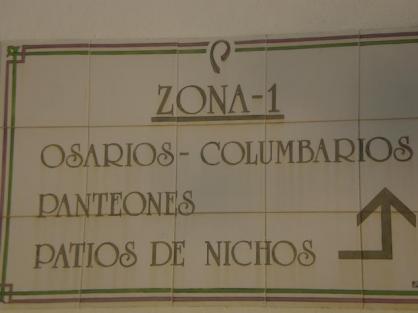 ZONA-1
OSARIOS- COLUMBARIOS
PANTEONES
PATIOS DE NICHOS